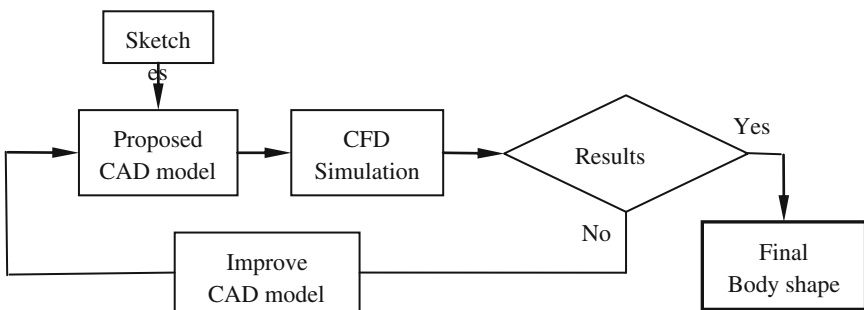 Sketch
es
Proposed
CAD model
CFD
Simulation
Results
Yes
No
Improve
CAD model
Final
Body shape